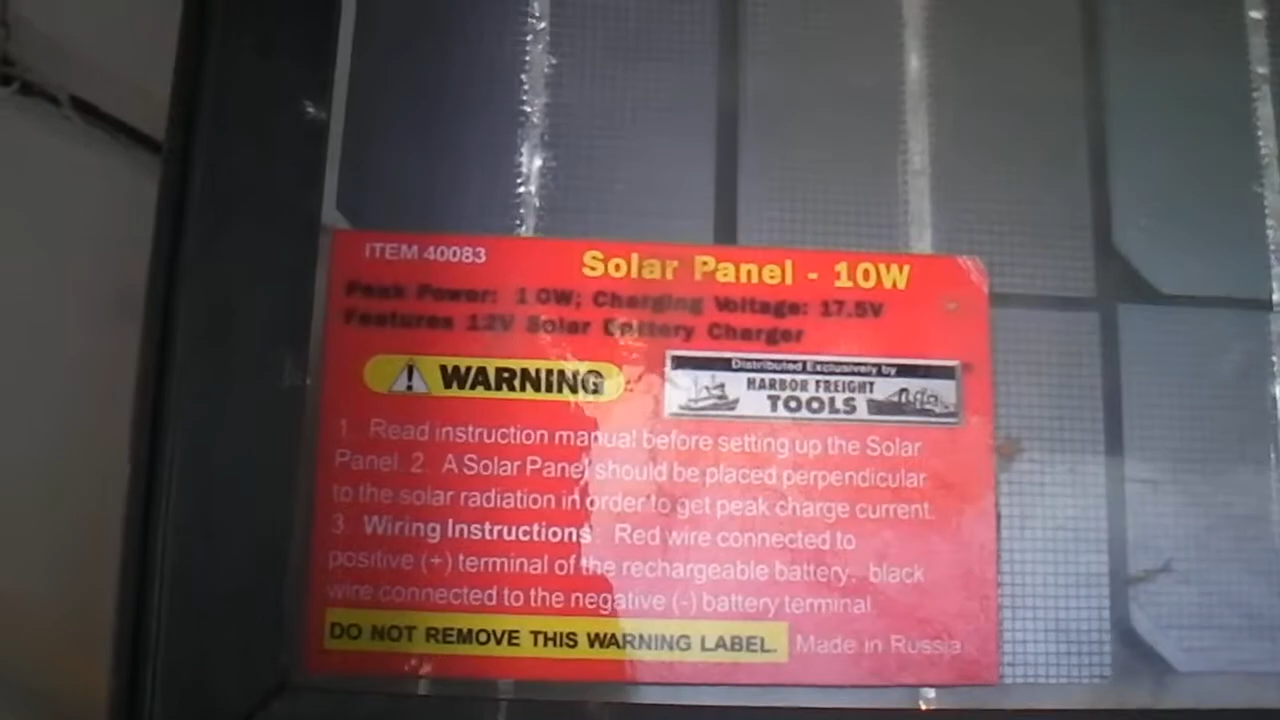 ITEM 40083
Solar Panel - 10W
Peak Power: 10W; Charging Voltage: 17.5V
Features 12V Solar Battery Charger
WARNING
Distributed Exclusively by
HARBOR FREIGHT
TOOLS
1. Read instruction manual before setting up the Solar
Panel. 2. A Solar Panel should be placed perpendicular
to the solar radiation in order to get peak charge current.
3. Wiring Instructions: Red wire connected to
positive (+) terminal of the rechargeable battery, black
wire connected to the negative (-) battery terminal.
DO NOT REMOVE THIS WARNING LABEL. Made in Russia